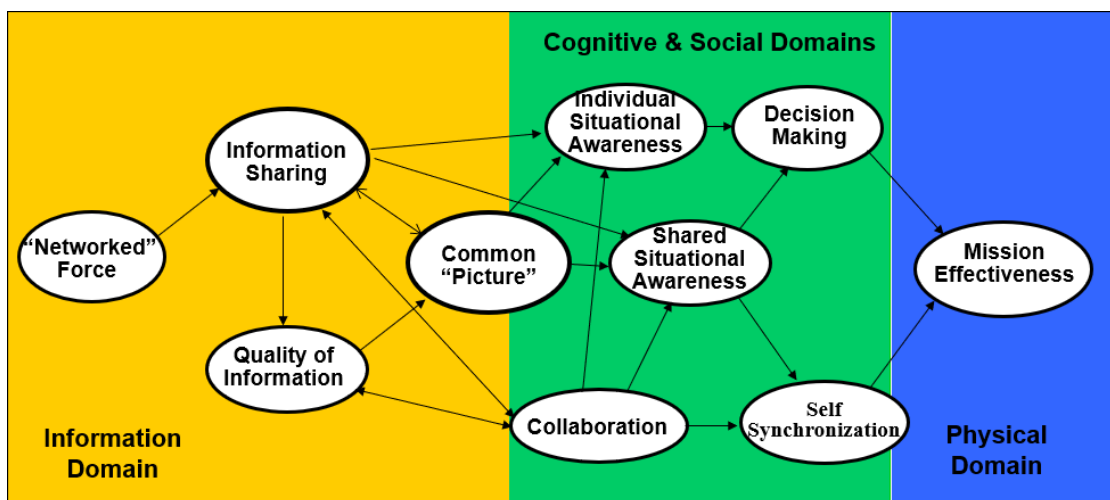 Cognitive & Social Domains
Individual
Situational
Awareness
Decision
Making
Information
Sharing
“Networked”
Force
Common
“Picture”
Shared
Situational
Awareness
Mission
Effectiveness
Quality of
Information
Collaboration
Self
Synchronization
Information
Domain
Physical
Domain